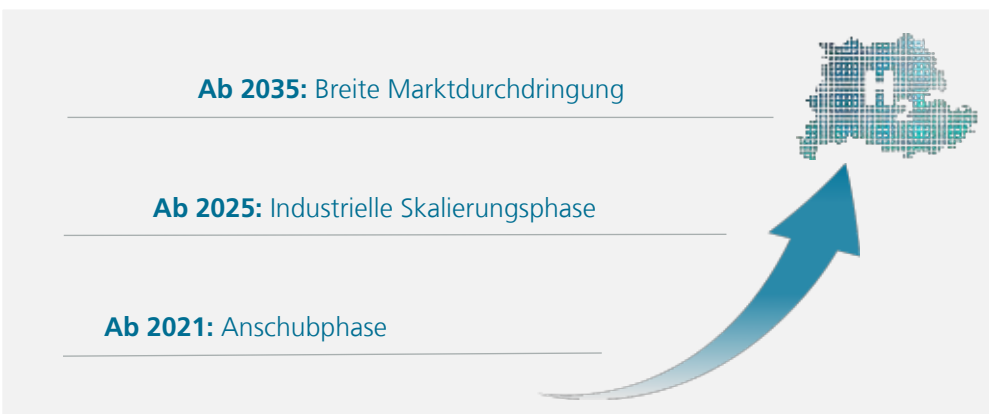 Ab 2035: Breite Marktdurchdringung
H2
Ab 2025: Industrielle Skalierungsphase
Ab 2021: Anschubphase